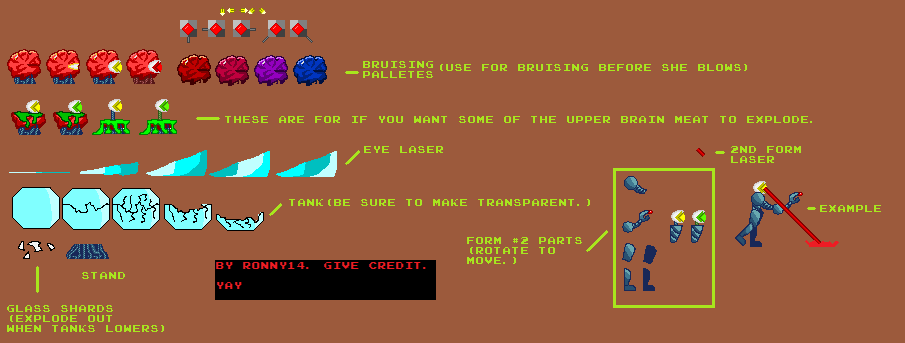 BRUISING
PALLETES (USE FOR BRUISING BEFORE SHE BLOWS)
THESE ARE FOR IF YOU WANT SOME OF THE UPPER BRAIN MEAT TO EXPLODE.
EYE LASER
2ND FORM
LASER
TANK(BE SURE TO MAKE TRANSPARENT.)
EXAMPLE
FORM #2 PARTS
(ROTATE TO
MOVE.)
STAND
BY RONNY14. GIVE CREDIT.
YAY
GLASS SHARDS
(EXPLODE OUT
WHEN TANKS LOWERS)